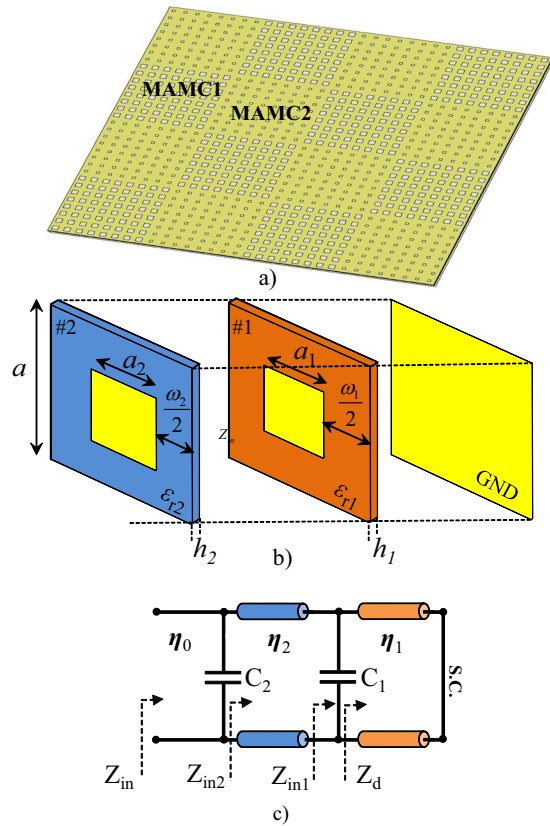 MAMC1
MAMC2
a)
#2
#1
a
a₂
a₁
ω₂/2
ω₁/2
εr2
εr1
GND
h₂
h₁
b)
η₀
η₂
η₁
C₂
C₁
s.c.
Zin
Zin2
Zin1
Zd
c)